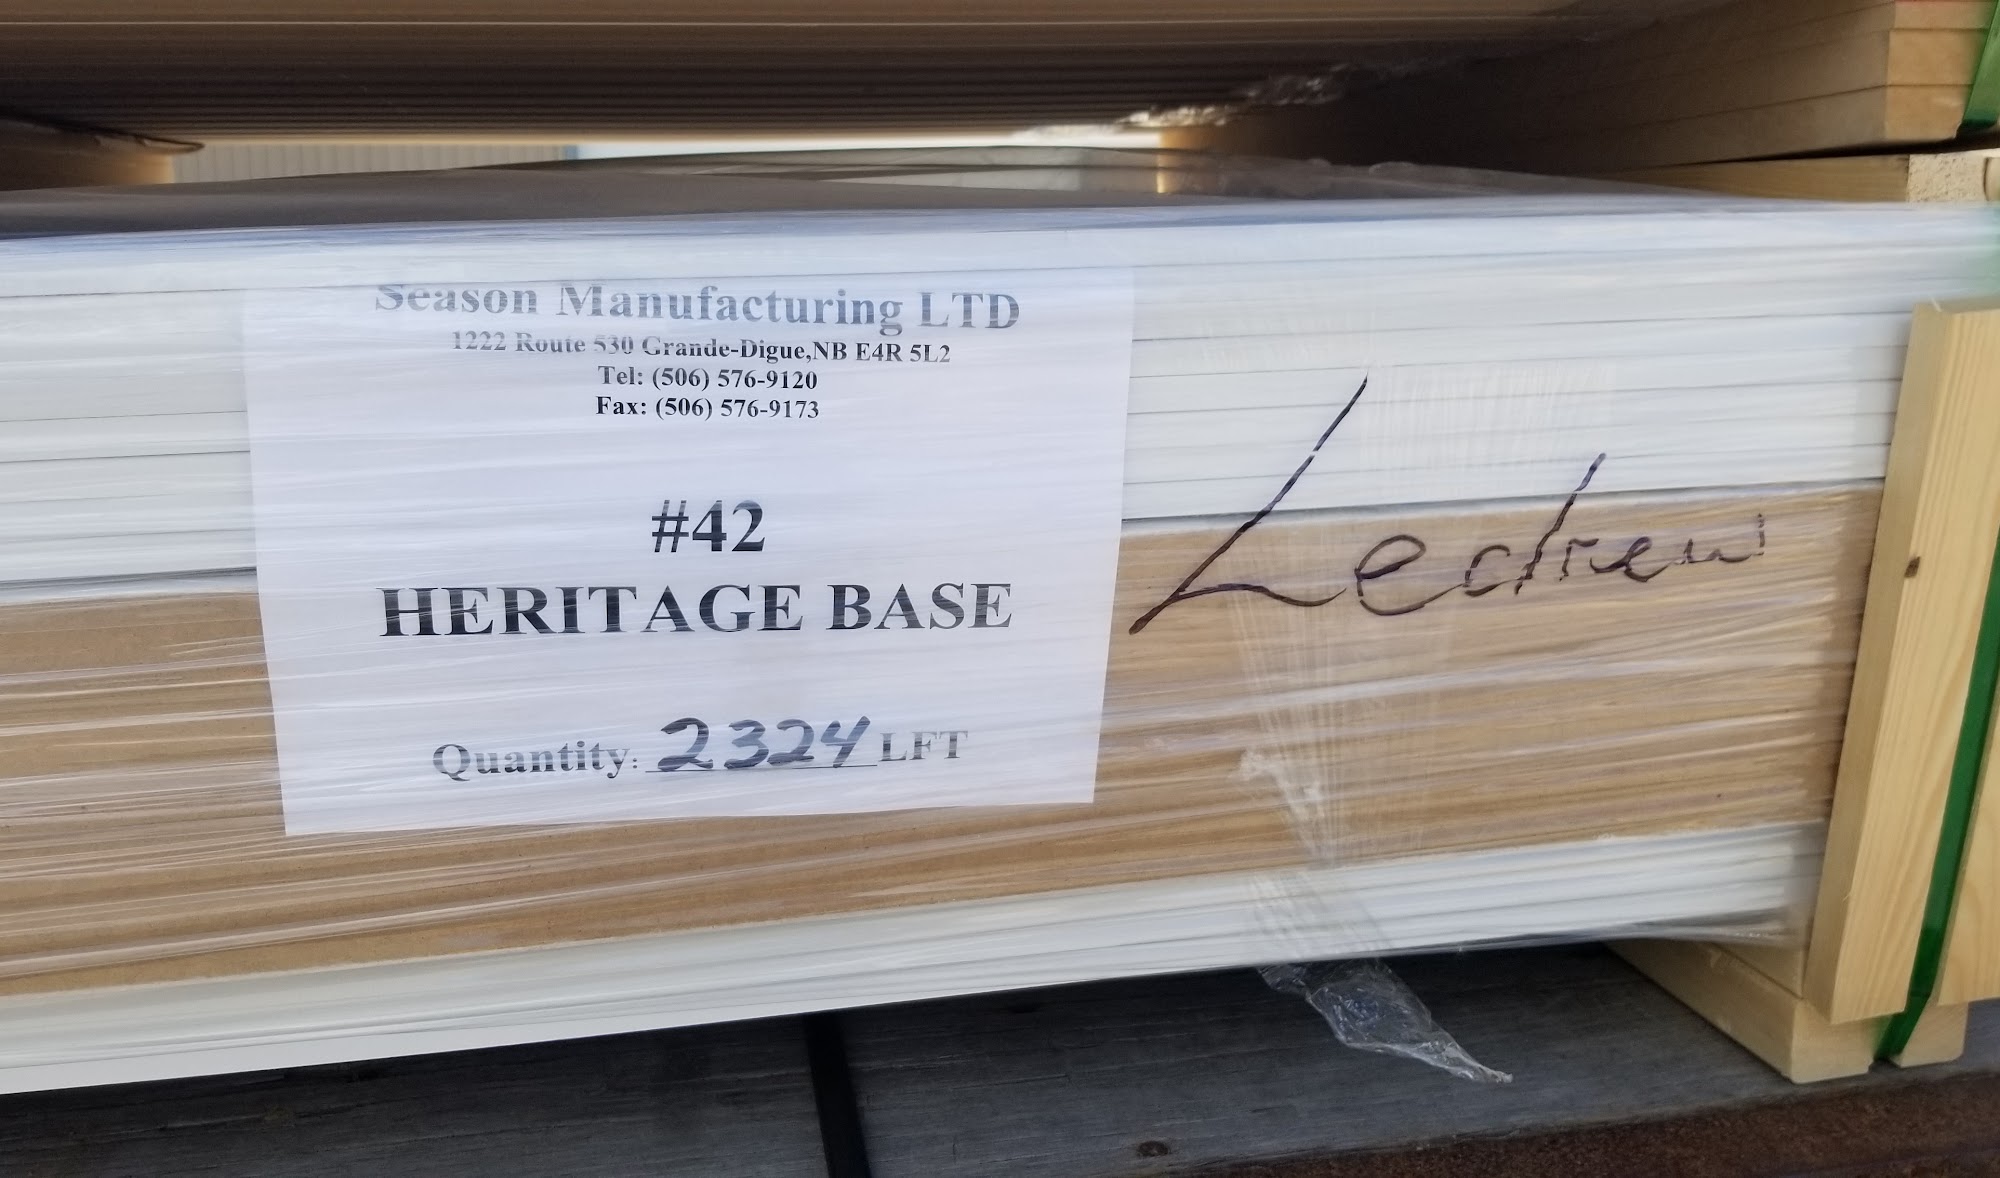 Season Manufacturing LTD
1222 Route 530 Grande-Digue,NB E4R 5L2
Tel: (506) 576-9120
Fax: (506) 576-9173
#42
HERITAGE BASE
Quantity: 2324 LFT
Ledrew